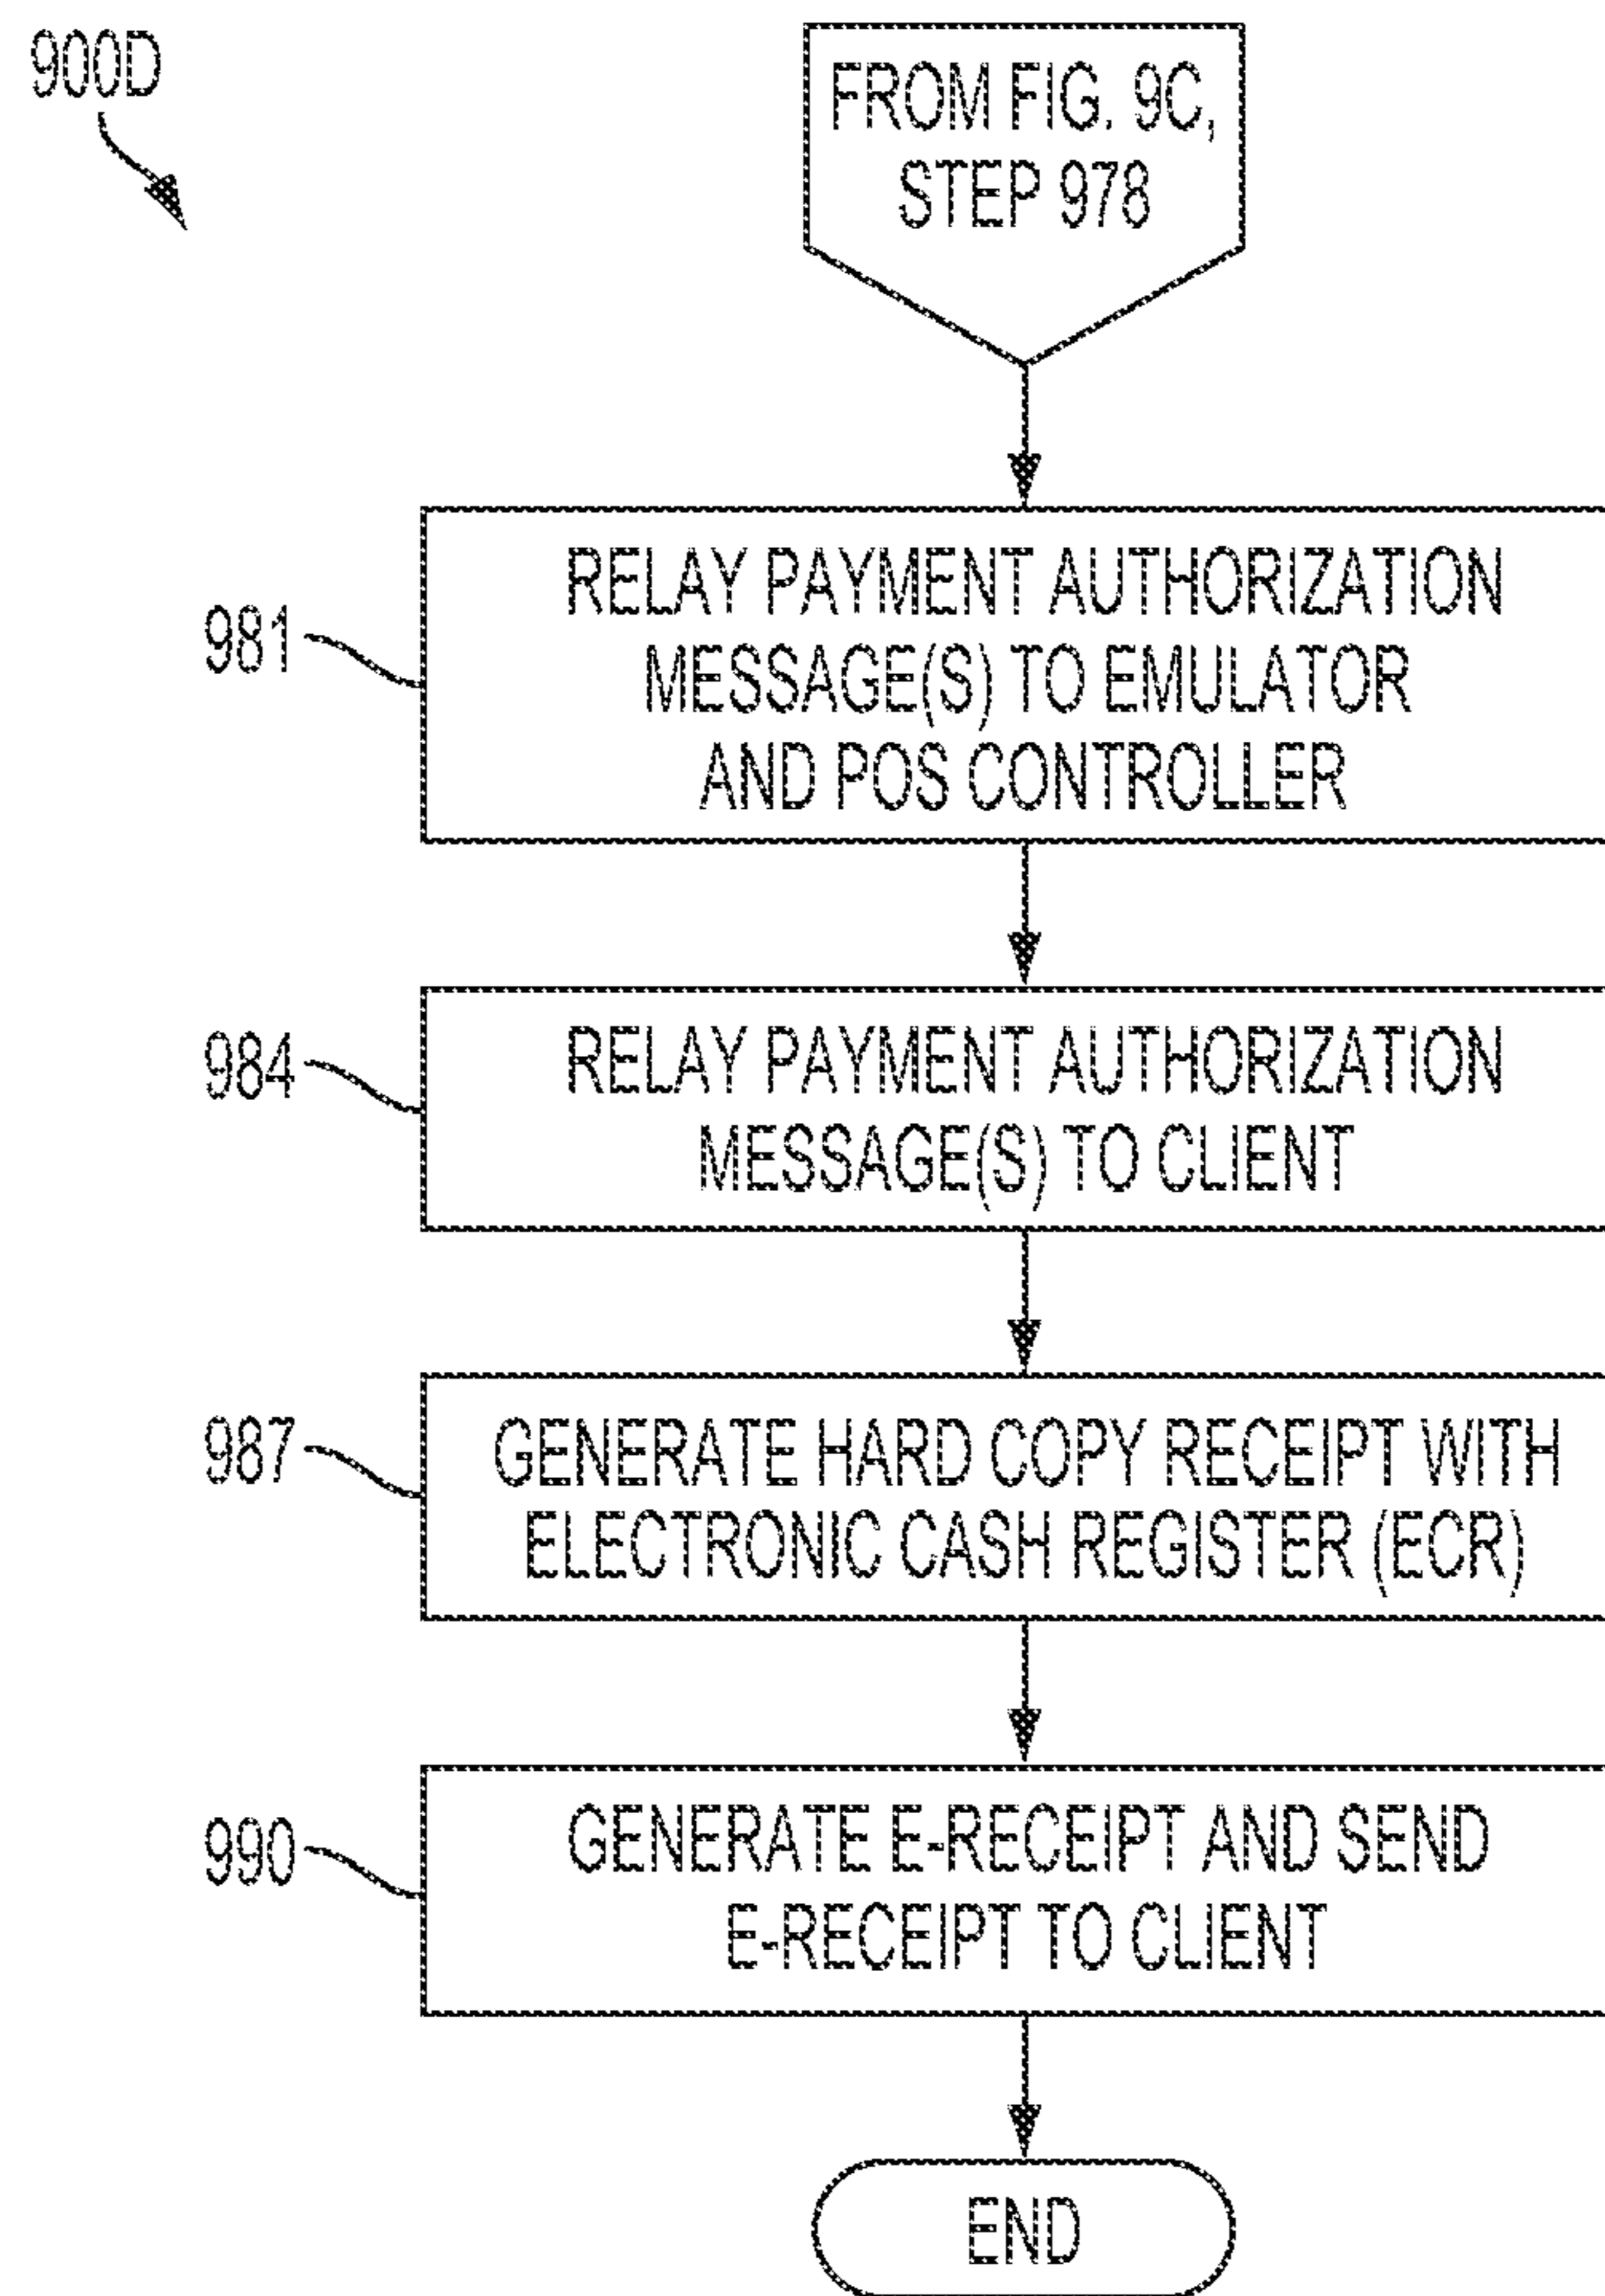 900D
FROM FIG. 9C,
STEP 978
981
RELAY PAYMENT AUTHORIZATION
MESSAGE(S) TO EMULATOR
AND POS CONTROLLER
984
RELAY PAYMENT AUTHORIZATION
MESSAGE(S) TO CLIENT
987
GENERATE HARD COPY RECEIPT WITH
ELECTRONIC CASH REGISTER (ECR)
990
GENERATE E-RECEIPT AND SEND
E-RECEIPT TO CLIENT
END